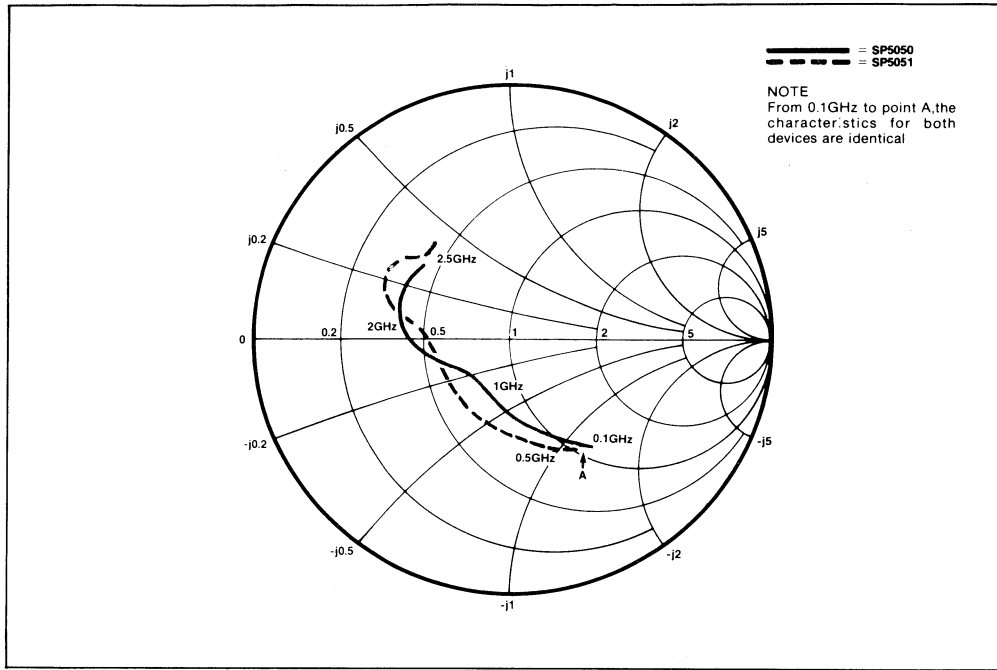 = SP5050
= SP5051
NOTE
From 0.1GHz to point A,the
characteristics for both
devices are identical
j1
j0.5
j2
j0.2
j5
2.5GHz
2GHz
0
0.2
0.5
1
2
5
1GHz
0.1GHz
0.5GHz
A
-j0.2
-j5
-j0.5
-j2
-j1